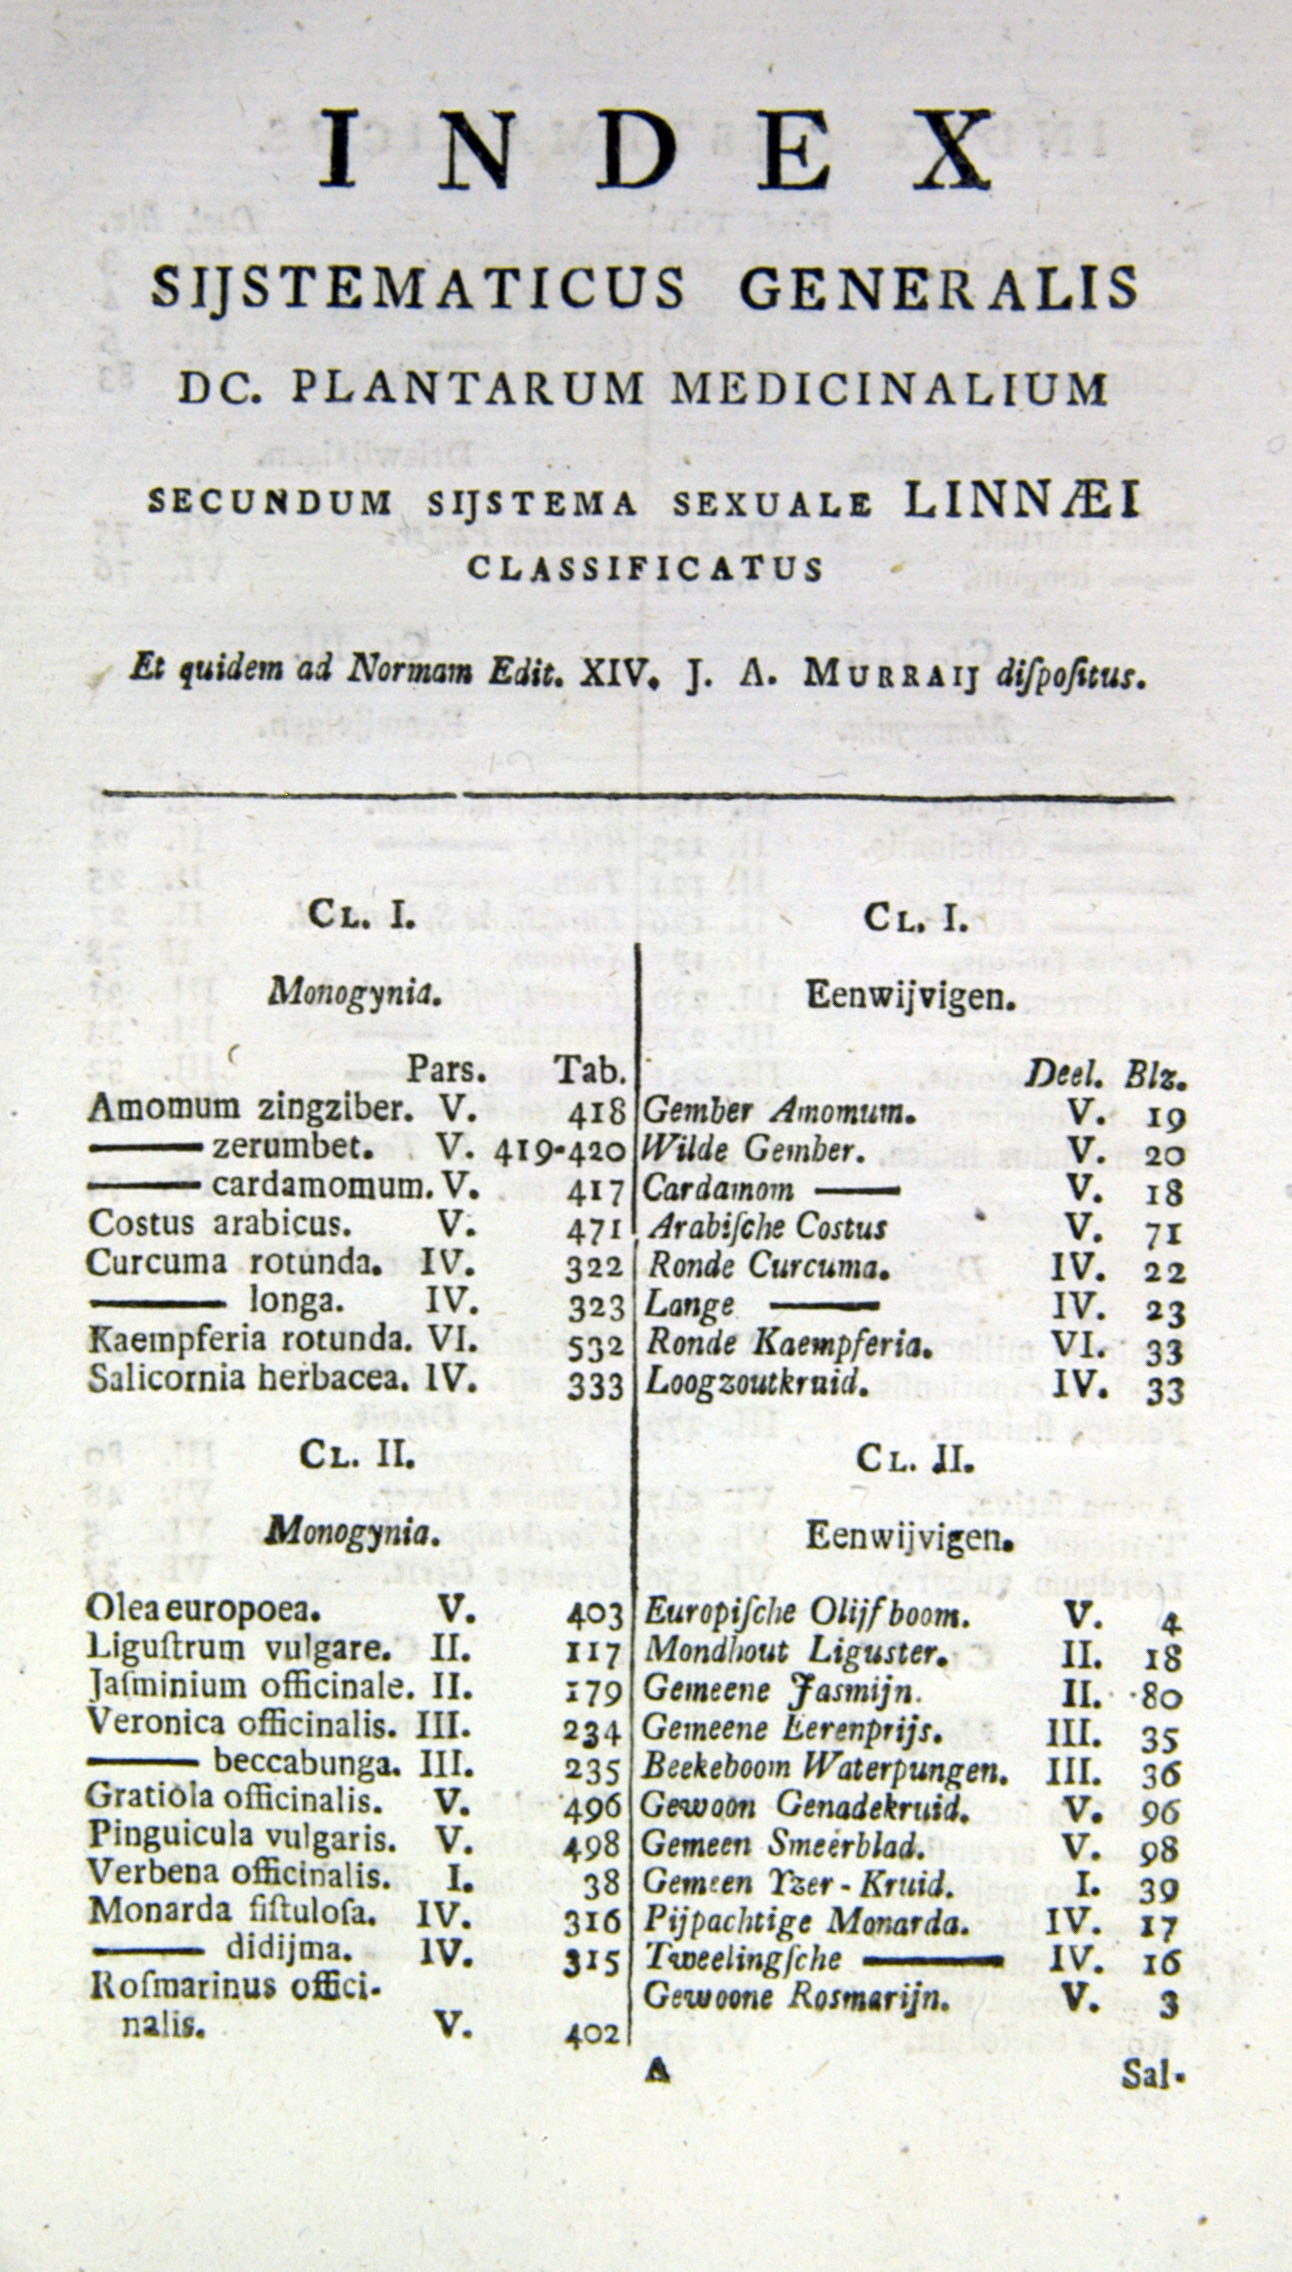 INDEX
SIJSTEMATICUS GENERALIS
DC. PLANTARUM MEDICINALIUM
SECUNDUM SIJSTEMA SEXUALE LINNÆI
CLASSIFICATUS
Et quidem ad Normam Edit. XIV. J. A. MURRAIJ diſpoſitus.
CL. I.
Monogynia.
Pars. Tab.
Amomum zingziber. V. 418
—— zerumbet. V. 419-420
—— cardamomum. V. 417
Costus arabicus. V. 471
Curcuma rotunda. IV. 322
—— longa. IV. 323
Kaempferia rotunda. VI. 532
Salicornia herbacea. IV. 333
CL. II.
Monogynia.
Olea europoea. V. 403
Liguſtrum vulgare. II. 117
Jaſminium officinale. II. 179
Veronica officinalis. III. 234
—— beccabunga. III. 235
Gratiola officinalis. V. 496
Pinguicula vulgaris. V. 498
Verbena officinalis. I. 38
Monarda fiſtuloſa. IV. 316
—— didijma. IV. 315
Roſmarinus offici-
nalis. V. 402
CL. I.
Eenwijvigen.
Deel. Blz.
Gember Amomum. V. 19
Wilde Gember. V. 20
Cardamom —— V. 18
Arabiſche Costus V. 71
Ronde Curcuma. IV. 22
Lange —— IV. 23
Ronde Kaempferia. VI. 33
Loogzoutkruid. IV. 33
CL. II.
Eenwijvigen.
Europiſche Olijfboom. V. 4
Mondhout Liguster. II. 18
Gemeene Jasmijn. II. 80
Gemeene Eerenprijs. III. 35
Beekeboom Waterpungen. III. 36
Gewoon Genadekruid. V. 96
Gemeen Smeerblad. V. 98
Gemeen Yzer-Kruid. I. 39
Pijpachtige Monarda. IV. 17
Tweelingſche —— IV. 16
Gewoone Rosmarijn. V. 3
A Sal-